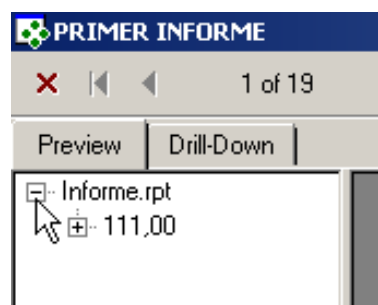 PRIMER INFORME
1 of 19
Preview Drill-Down
Informe.rpt
111,00